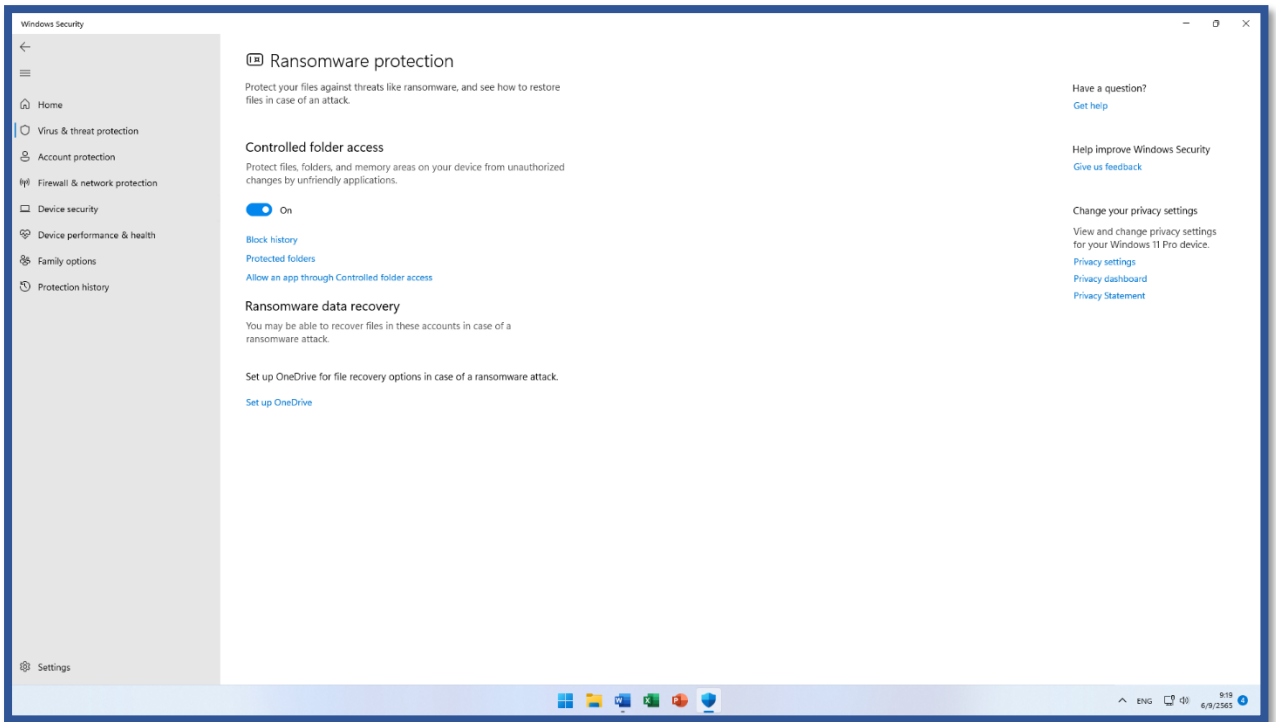 Windows Security
Home
Virus & threat protection
Account protection
Firewall & network protection
Device security
Device performance & health
Family options
Protection history
Settings
Ransomware protection
Protect your files against threats like ransomware, and see how to restore
files in case of an attack.
Controlled folder access
Protect files, folders, and memory areas on your device from unauthorized
changes by unfriendly applications.
On
Block history
Protected folders
Allow an app through Controlled folder access
Ransomware data recovery
You may be able to recover files in these accounts in case of a
ransomware attack.
Set up OneDrive for file recovery options in case of a ransomware attack.
Set up OneDrive
Have a question?
Get help
Help improve Windows Security
Give us feedback
Change your privacy settings
View and change privacy settings
for your Windows 11 Pro device.
Privacy settings
Privacy dashboard
Privacy Statement
ENG
9:19
6/9/2565
4